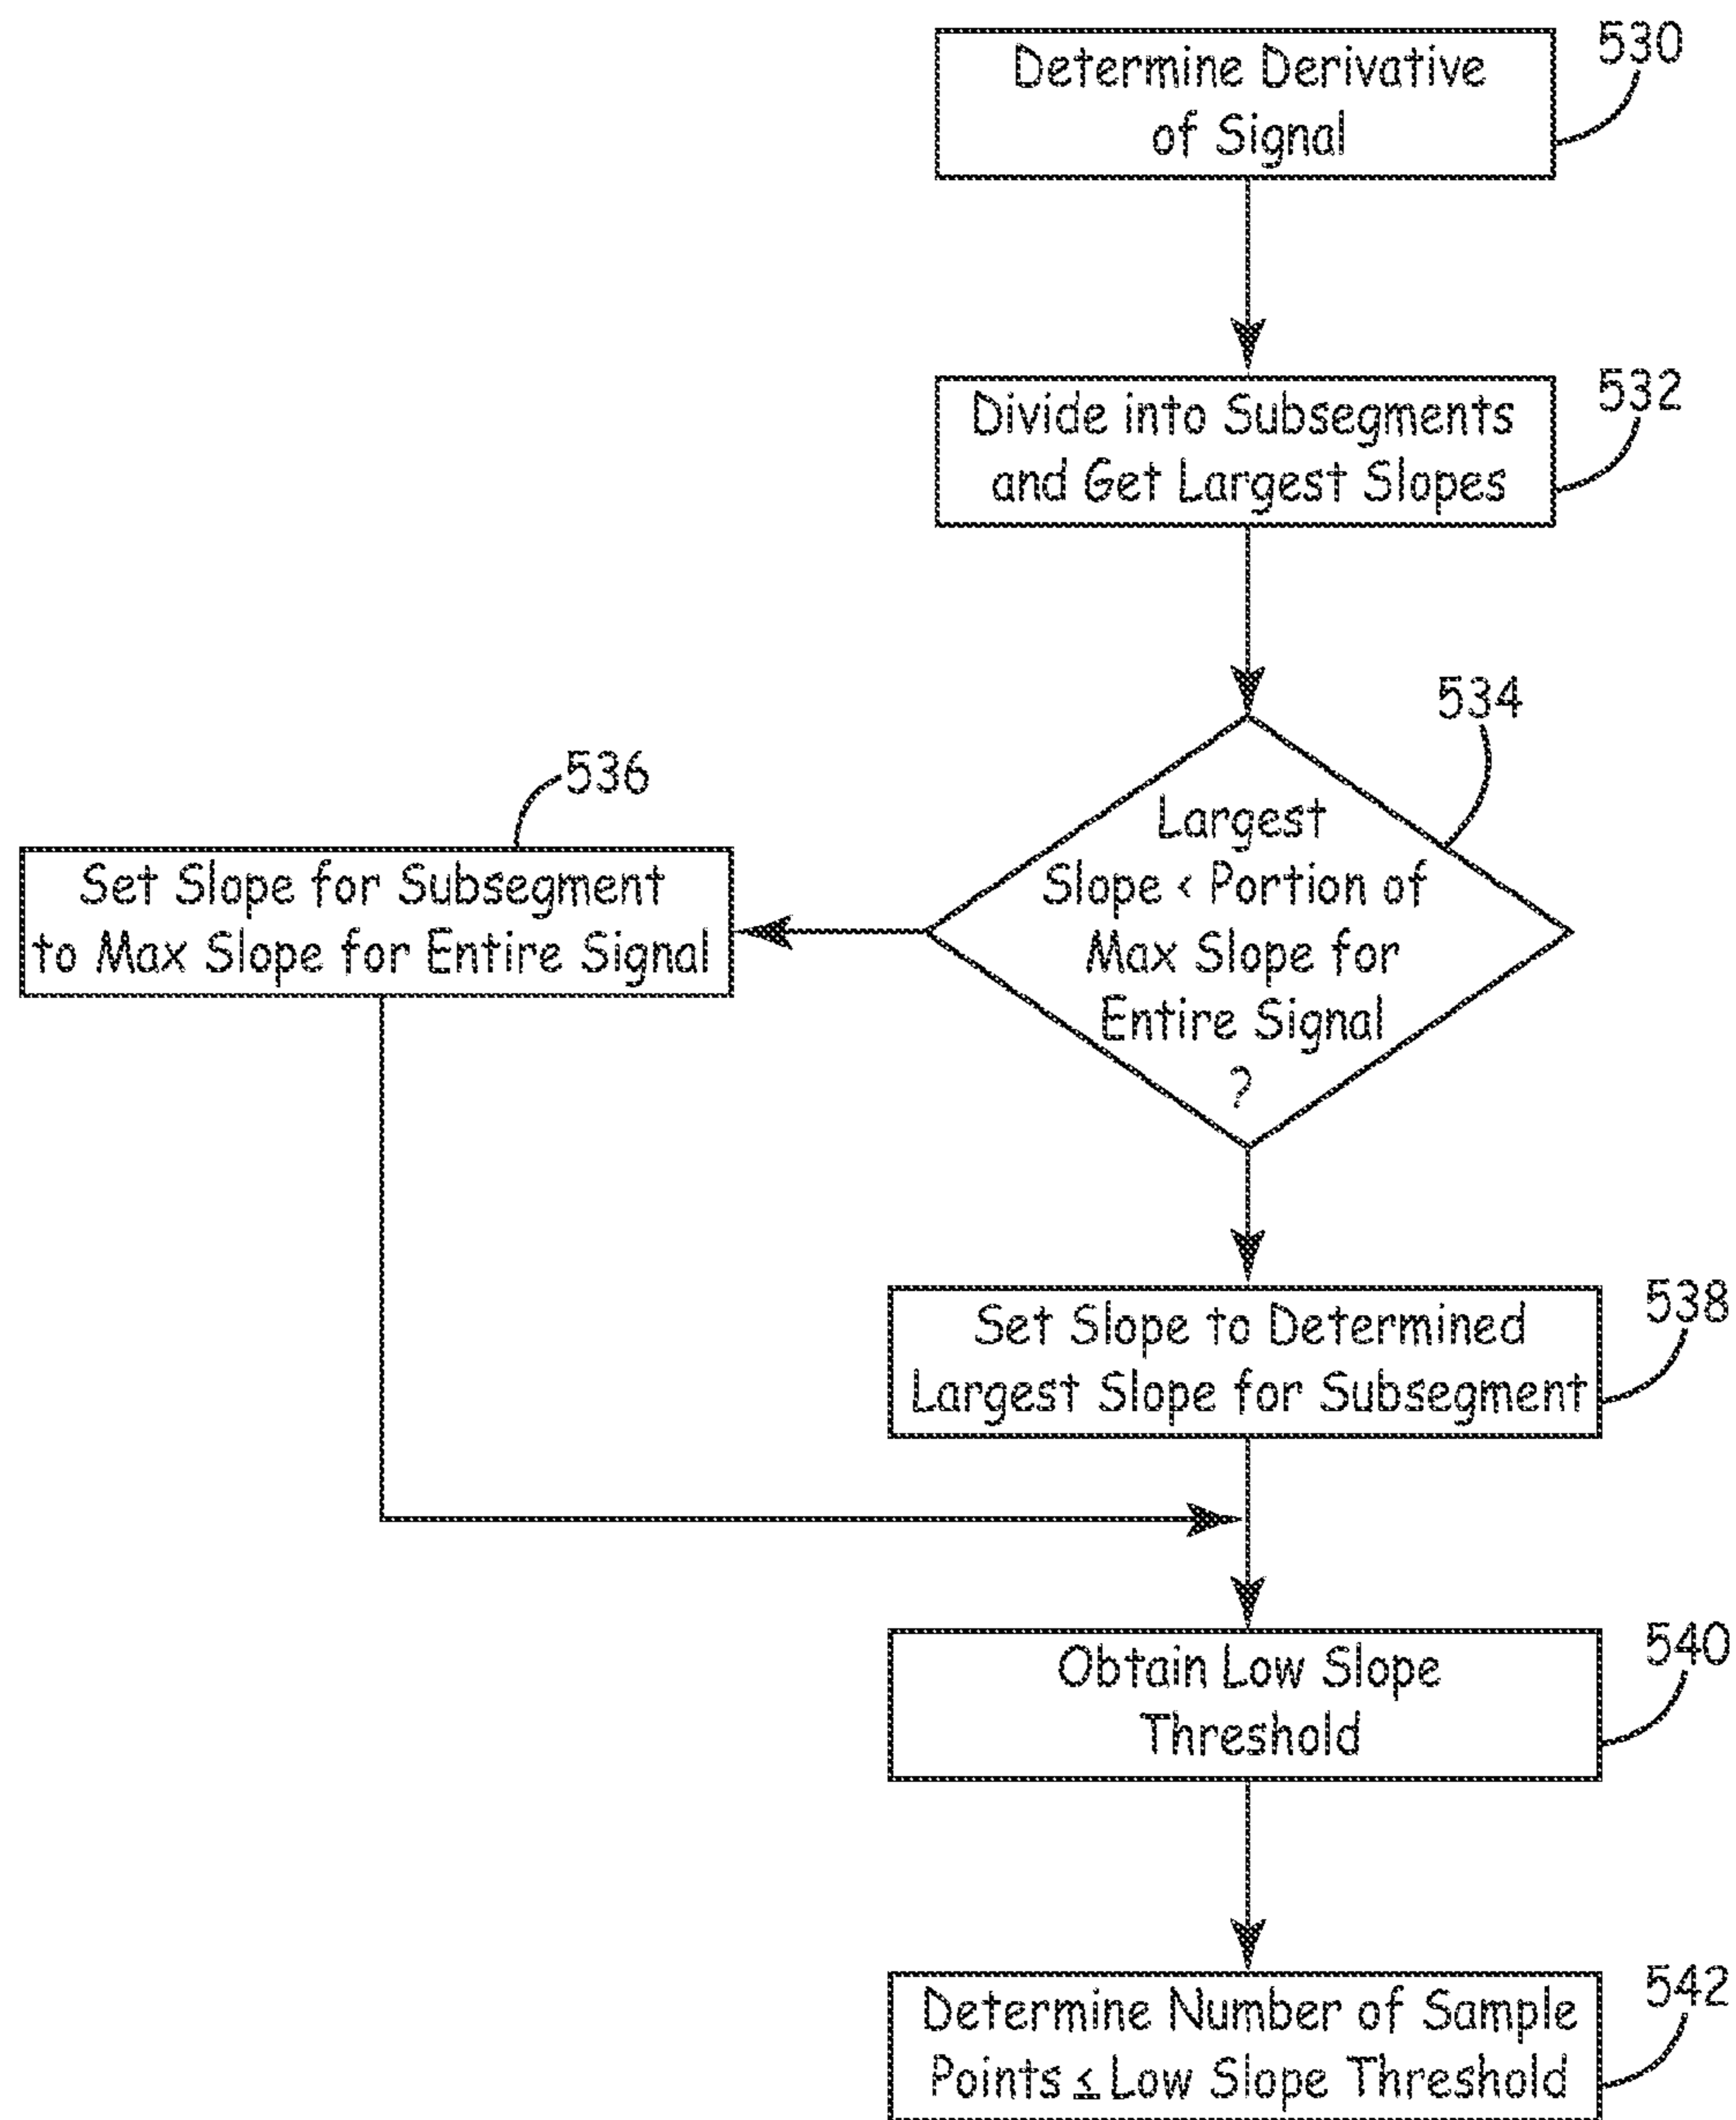 Determine Derivative
of Signal
530
Divide into Subsegments
and Get Largest Slopes
532
534
Largest
Slope < Portion of
Max Slope for
Entire Signal
?
536
Set Slope for Subsegment
to Max Slope for Entire Signal
Set Slope to Determined
Largest Slope for Subsegment
538
Obtain Low Slope
Threshold
540
Determine Number of Sample
Points ≤ Low Slope Threshold
542